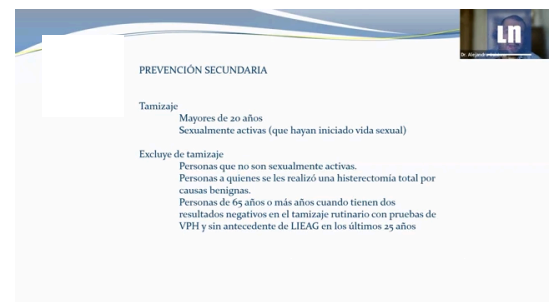 LN
Dr. Alejandr
PREVENCIÓN SECUNDARIA
Tamizaje
Mayores de 20 años
Sexualmente activas (que hayan iniciado vida sexual)
Excluye de tamizaje
Personas que no son sexualmente activas.
Personas a quienes se les realizó una histerectomía total por
causas benignas.
Personas de 65 años o más años cuando tienen dos
resultados negativos en el tamizaje rutinario con pruebas de
VPH y sin antecedente de LIEAG en los últimos 25 años